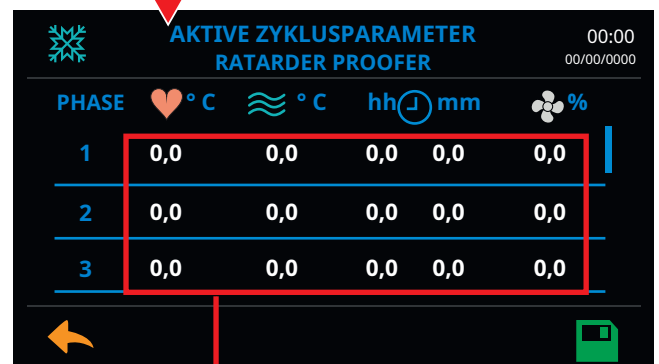 AKTIVE ZYKLUSPARAMETER
RATARDER PROOFER
00:00
00/00/0000
PHASE ° C ° C hh mm %
1 0,0 0,0 0,0 0,0 0,0
2 0,0 0,0 0,0 0,0 0,0
3 0,0 0,0 0,0 0,0 0,0